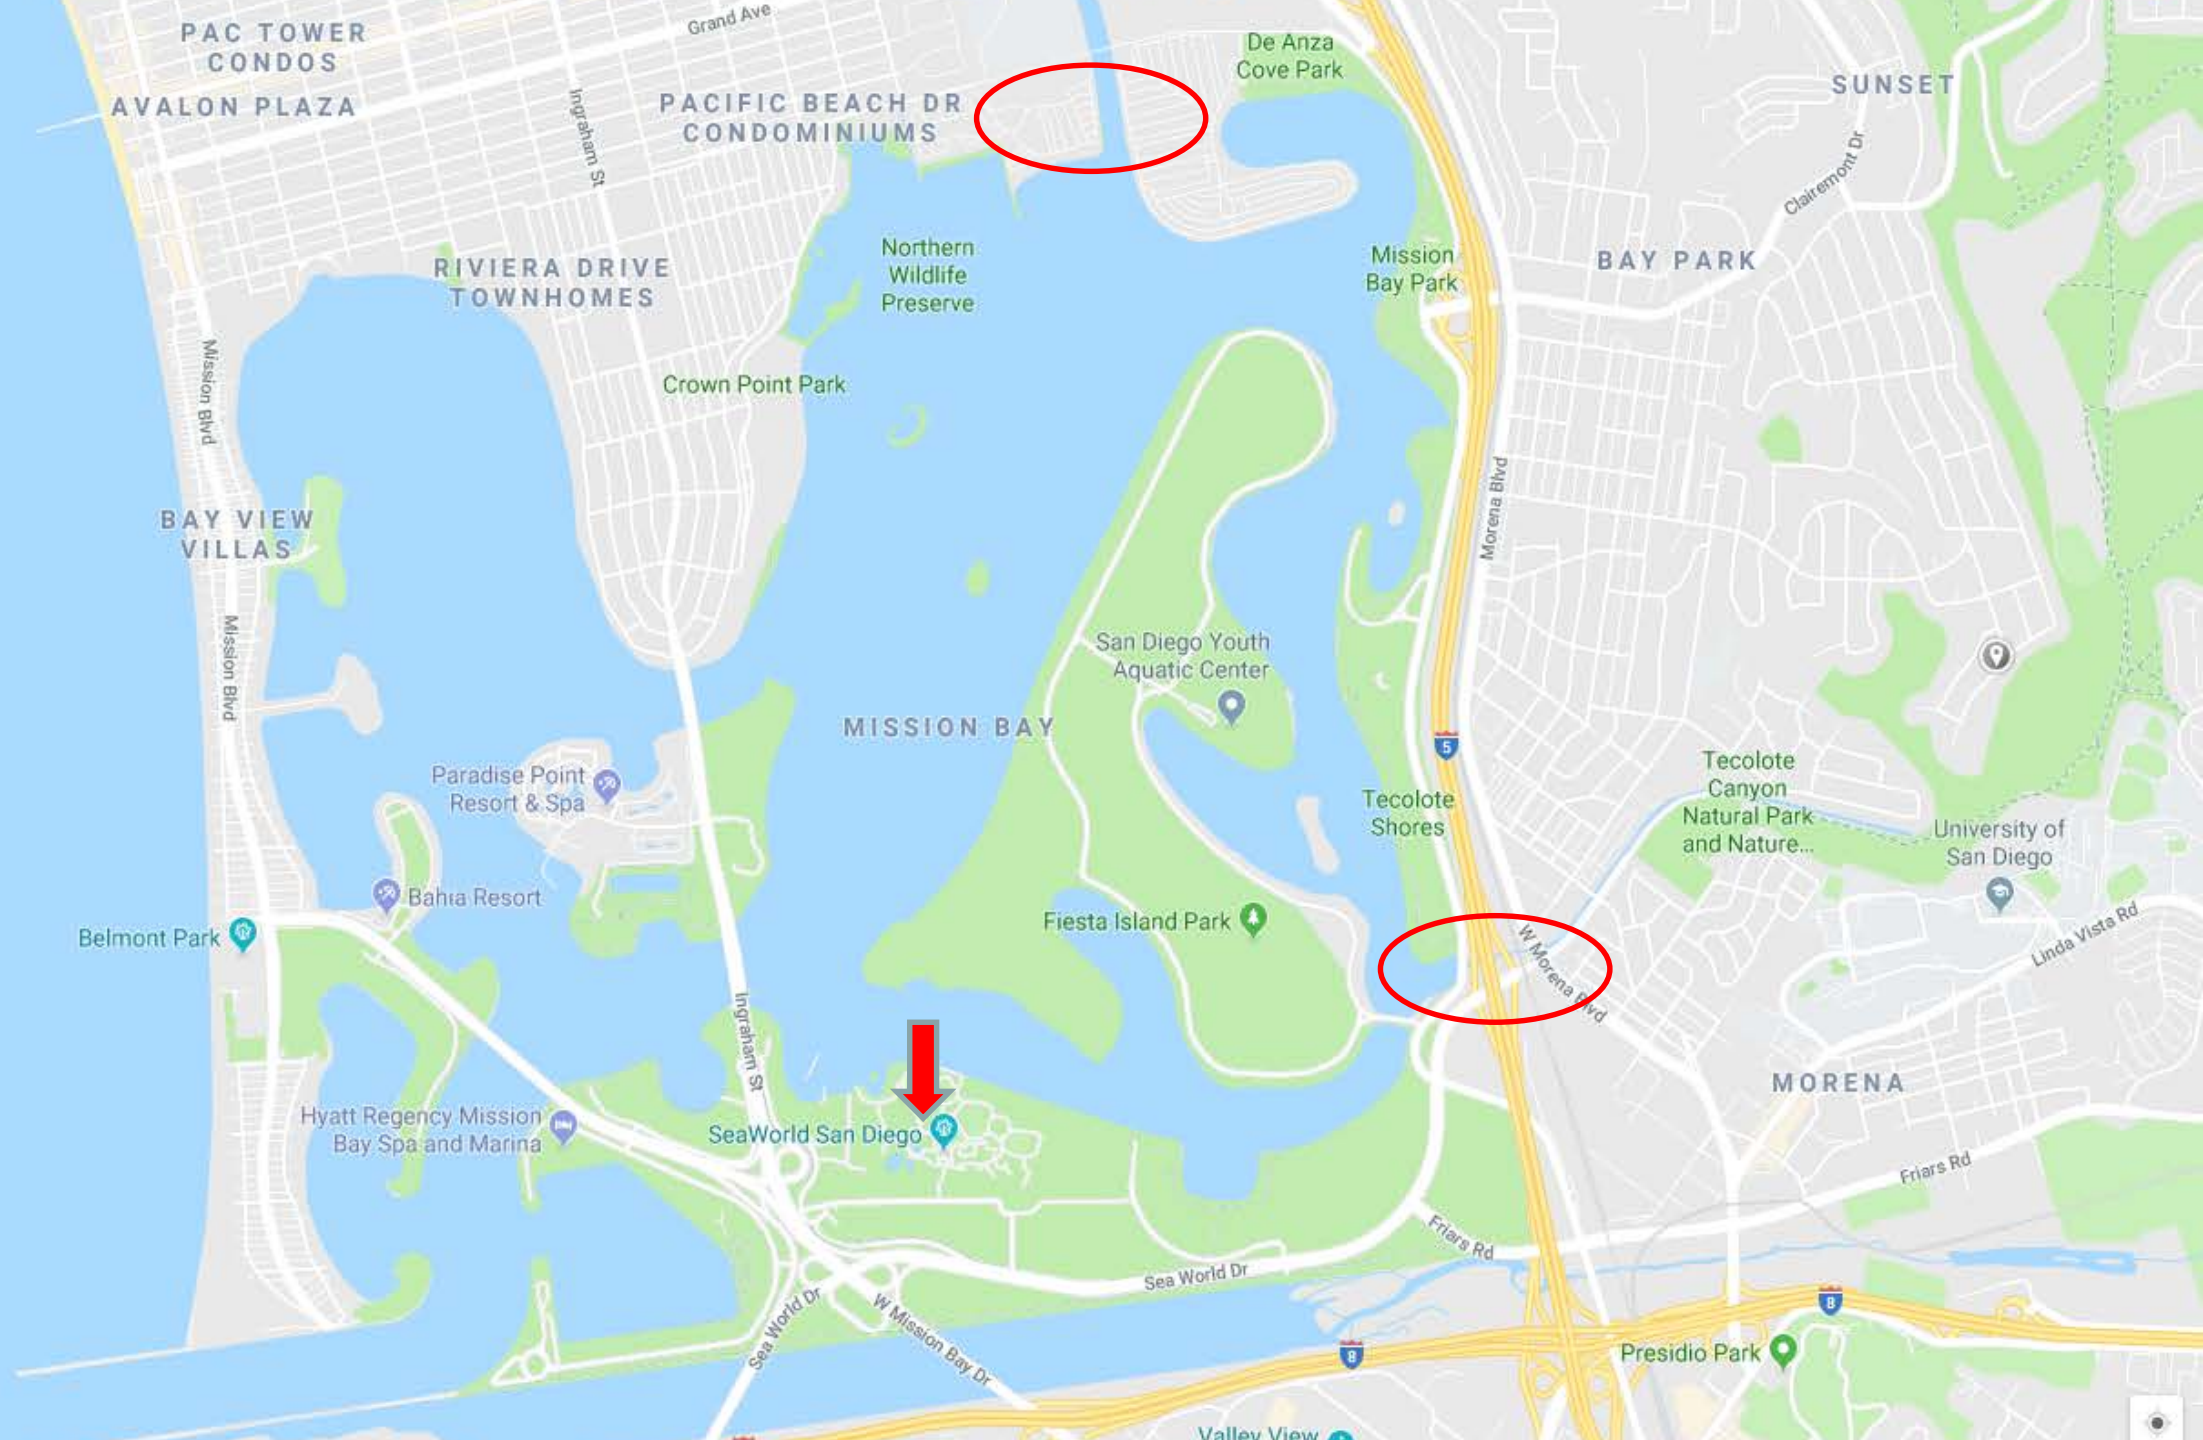 Grand Ave
PAC TOWER
CONDOS
De Anza
Cove Park
SUNSET
AVALON PLAZA
Ingraham St
PACIFIC BEACH DR
CONDOMINIUMS
Clairemont Dr
Northern
Wildlife
Preserve
Mission
Bay Park
BAY PARK
RIVIERA DRIVE
TOWNHOMES
Mission Blvd
Crown Point Park
Morena Blvd
BAY VIEW
VILLAS
Mission Blvd
San Diego Youth
Aquatic Center
MISSION BAY
5
Paradise Point
Resort & Spa
Tecolote
Shores
Tecolote
Canyon
Natural Park
and Nature...
University of
San Diego
Bahia Resort
Belmont Park
Fiesta Island Park
W Morena Blvd
Linda Vista Rd
Ingraham St
MORENA
Hyatt Regency Mission
Bay Spa and Marina
SeaWorld San Diego
Friars Rd
Friars Rd
Sea World Dr
Sea World Dr
W Mission Bay Dr
8
8
Presidio Park
Valley View